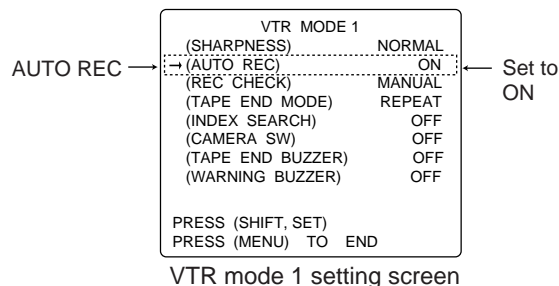 VTR MODE 1
(SHARPNESS) NORMAL
AUTO REC → (AUTO REC) ON Set to ON
(REC CHECK) MANUAL
(TAPE END MODE) REPEAT
(INDEX SEARCH) OFF
(CAMERA SW) OFF
(TAPE END BUZZER) OFF
(WARNING BUZZER) OFF
PRESS (SHIFT, SET)
PRESS (MENU) TO END
VTR mode 1 setting screen